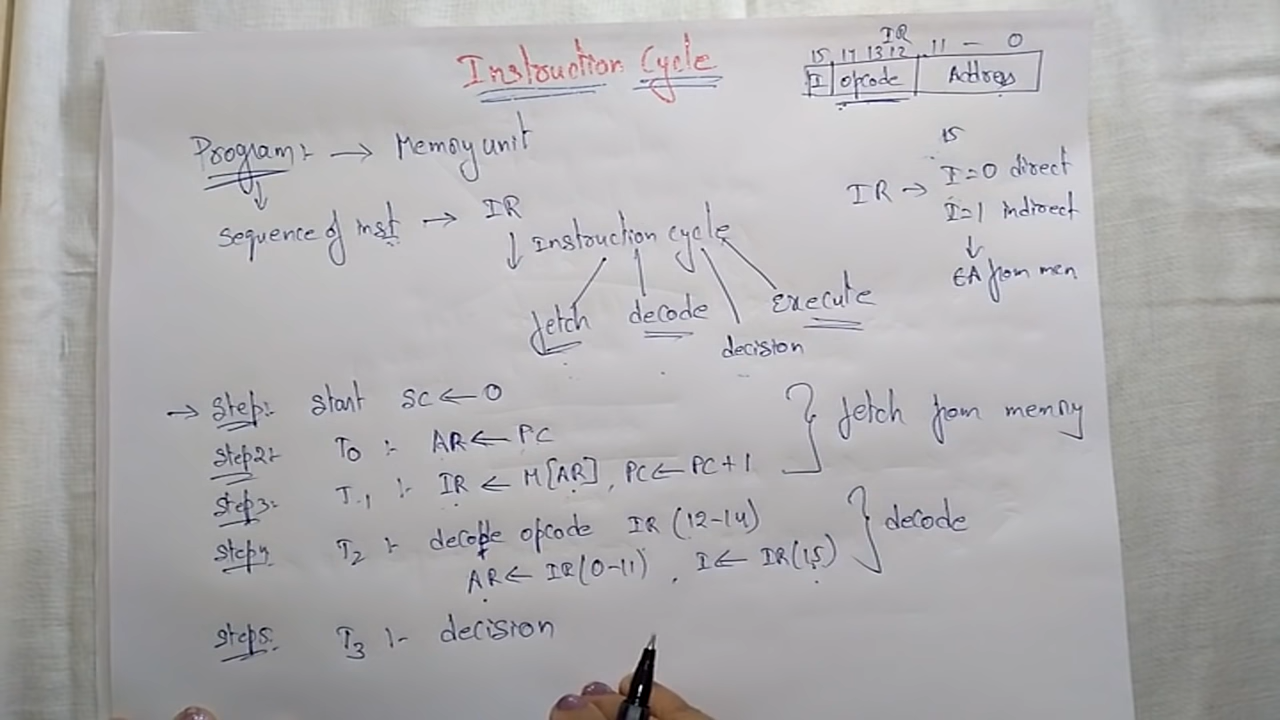 Instruction Cycle
IR
15 14 13 12 11 — 0
I opcode Address
Program :- → Memoy unit
↓
sequence of inst → IR
15
IR → I=0 direct
I=1 indirect
↓
EA from mem
↓ Instruction cycle
fetch decode decision execute
→ Step: start SC ← 0
Step2:- T0 :- AR ← PC
Step3: T1 :- IR ← M[AR], PC ← PC+1
} fetch from memory
Step4 T2 :- decode opcode IR (12-14)
AR ← IR(0-11), I ← IR(15)
} decode
Step5: T3 :- decision